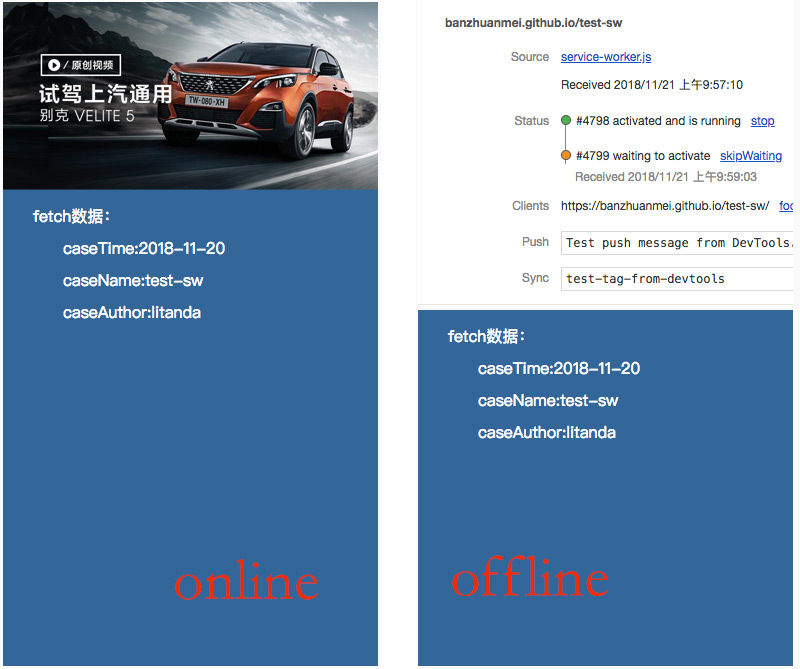 原创视频
试驾上汽通用
别克 VELITE 5
TW-080-XH
fetch数据：
caseTime:2018-11-20
caseName:test-sw
caseAuthor:litanda
online
banzhuanmei.github.io/test-sw
Source service-worker.js
Received 2018/11/21 上午9:57:10
Status #4798 activated and is running stop
#4799 waiting to activate skipWaiting
Received 2018/11/21 上午9:59:03
Clients https://banzhuanmei.github.io/test-sw/ foc
Push Test push message from DevTools.
Sync test-tag-from-devtools
fetch数据：
caseTime:2018-11-20
caseName:test-sw
caseAuthor:litanda
offline